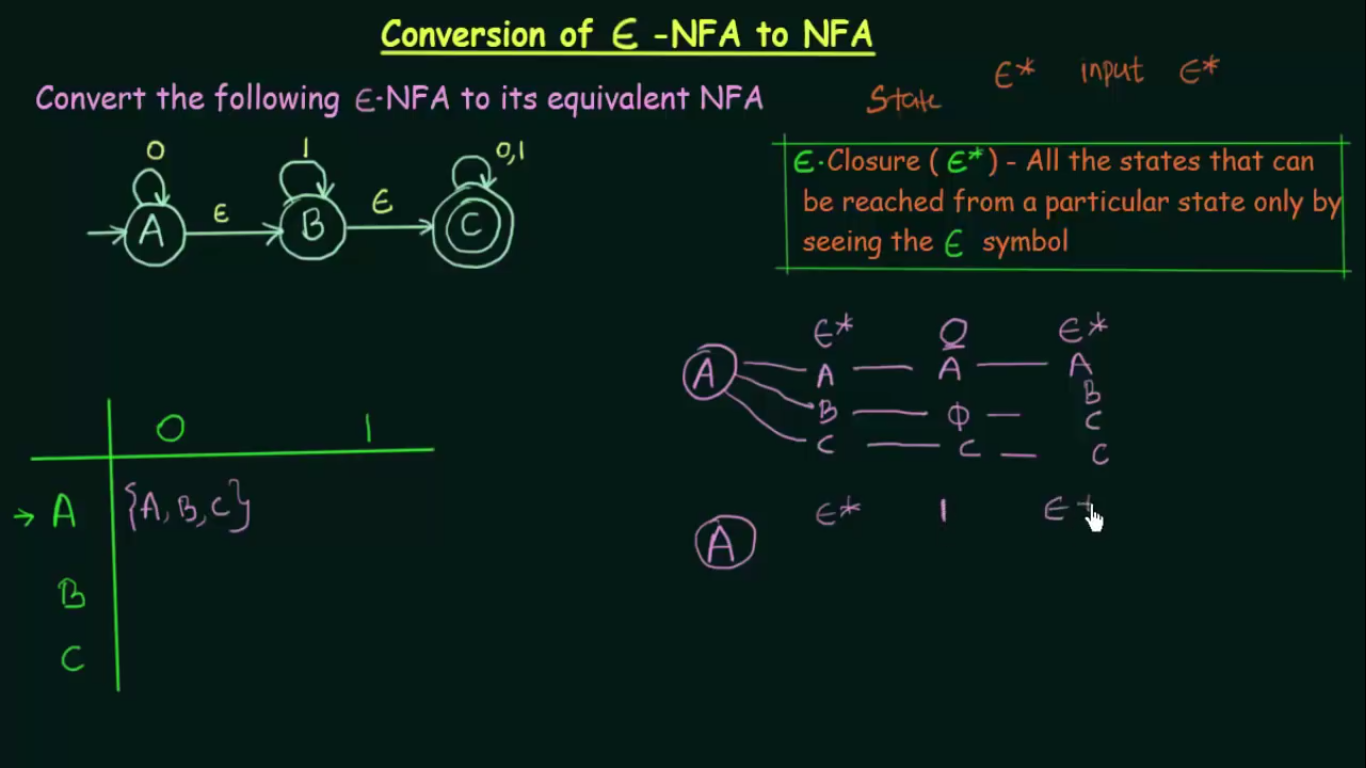 Conversion of ϵ -NFA to NFA
Convert the following ϵ-NFA to its equivalent NFA
State ϵ* input ϵ*
0 1 0,1
A ϵ B ϵ C
ϵ-Closure ( ϵ* ) - All the states that can
be reached from a particular state only by
seeing the ϵ symbol
ϵ* 0 ϵ*
A A A A
B
B Φ C
C C C
0 1
A {A, B, C}
B
C
ϵ* 1 ϵ*
A